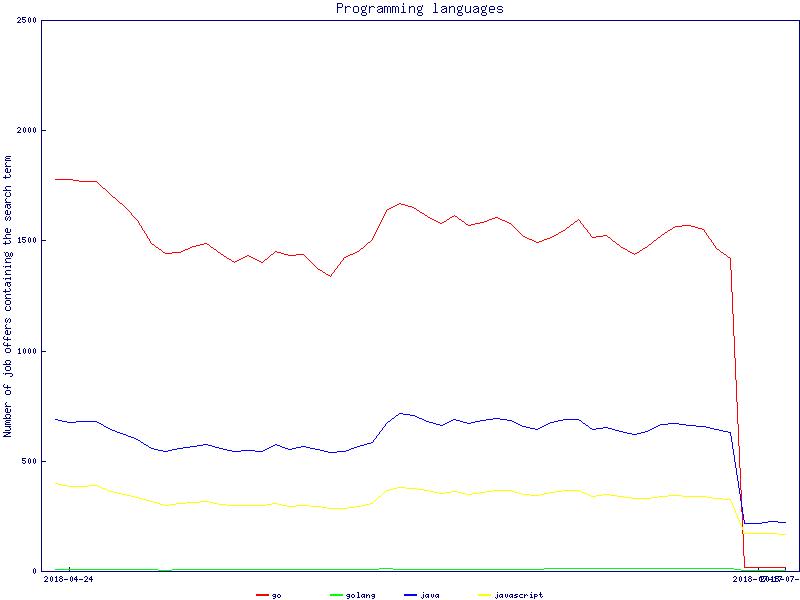 Programming languages
Number of job offers containing the search term
2500
2000
1500
1000
500
0
2018-04-24
go
golang
java
javascript